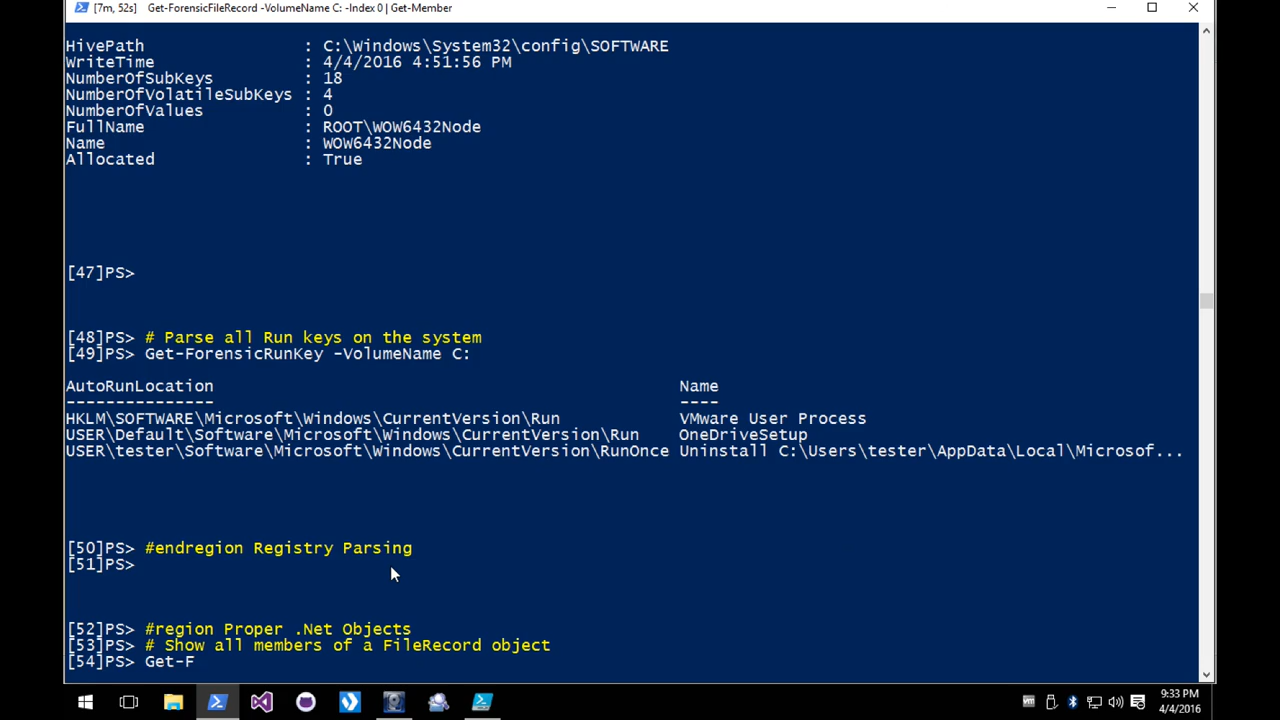 [7m, 52s] Get-ForensicFileRecord -VolumeName C: -Index 0 | Get-Member
HivePath : C:\Windows\System32\config\SOFTWARE
WriteTime : 4/4/2016 4:51:56 PM
NumberOfSubKeys : 18
NumberOfVolatileSubKeys : 4
NumberOfValues : 0
FullName : ROOT\WOW6432Node
Name : WOW6432Node
Allocated : True
[47]PS>
[48]PS> # Parse all Run keys on the system
[49]PS> Get-ForensicRunKey -VolumeName C:
AutoRunLocation Name
--------------- ----
HKLM\SOFTWARE\Microsoft\Windows\CurrentVersion\Run VMware User Process
USER\Default\Software\Microsoft\Windows\CurrentVersion\Run OneDriveSetup
USER\tester\Software\Microsoft\Windows\CurrentVersion\RunOnce Uninstall C:\Users\tester\AppData\Local\Microsof...
[50]PS> #endregion Registry Parsing
[51]PS>
[52]PS> #region Proper .Net Objects
[53]PS> # Show all members of a FileRecord object
[54]PS> Get-F
vm
9:33 PM
4/4/2016